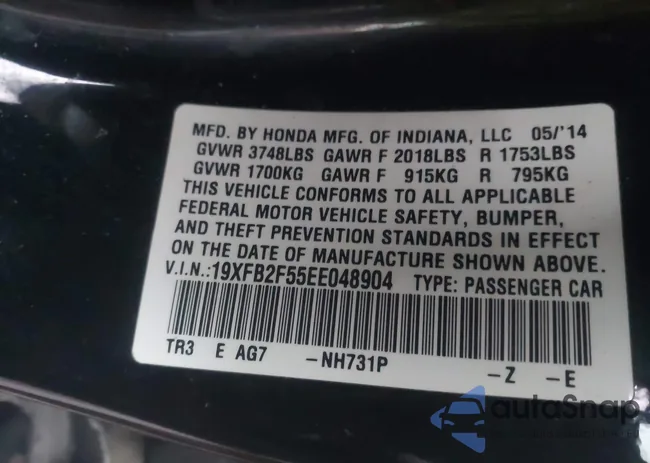 MFD. BY HONDA MFG. OF INDIANA, LLC 05/'14
GVWR 3748LBS GAWR F 2018LBS R 1753LBS
GVWR 1700KG GAWR F 915KG R 795KG
THIS VEHICLE CONFORMS TO ALL APPLICABLE
FEDERAL MOTOR VEHICLE SAFETY, BUMPER,
AND THEFT PREVENTION STANDARDS IN EFFECT
ON THE DATE OF MANUFACTURE SHOWN ABOVE.
V.I.N.:19XFB2F55EE048904 TYPE: PASSENGER CAR
TR3 E AG7 -NH731P -Z -E
autoSnap